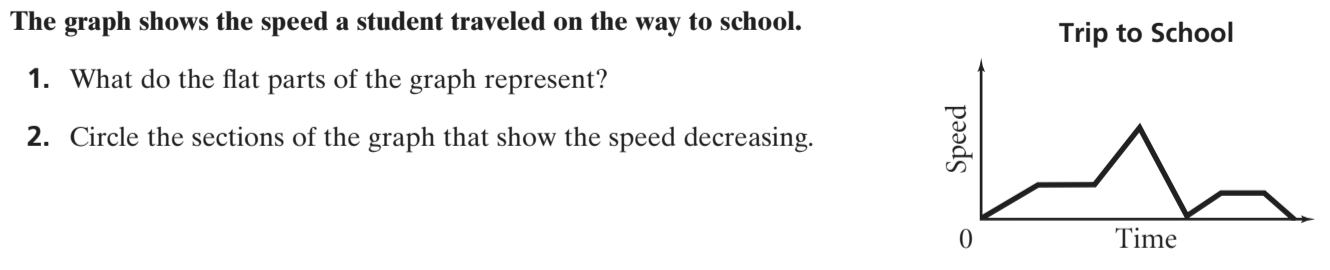 The graph shows the speed a student traveled on the way to school.
1. What do the flat parts of the graph represent?
2. Circle the sections of the graph that show the speed decreasing.
Trip to School
Speed
0
Time